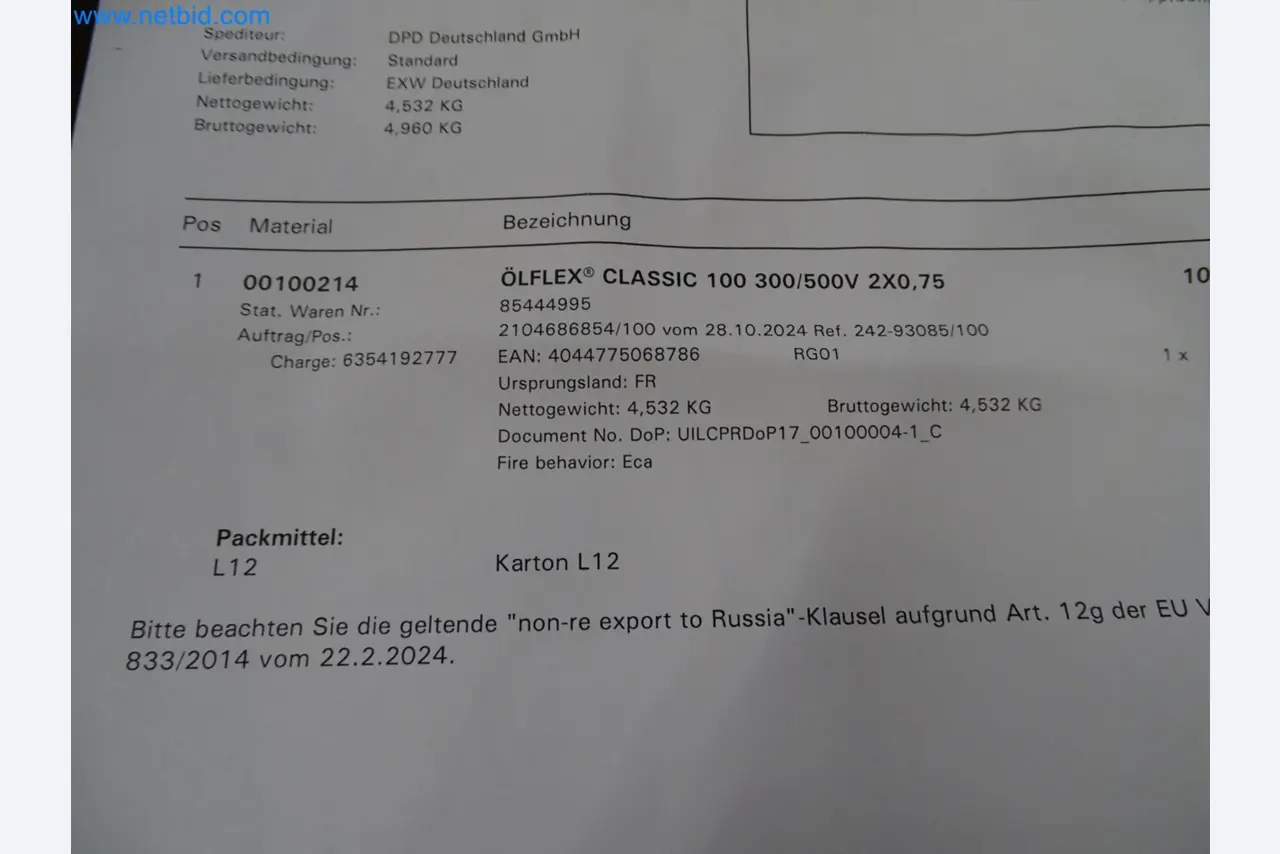 www.netbid.com
Spediteur: DPD Deutschland GmbH
Versandbedingung: Standard
Lieferbedingung: EXW Deutschland
Nettogewicht: 4,532 KG
Bruttogewicht: 4,960 KG
Pos Material Bezeichnung
1 00100214 ÖLFLEX® CLASSIC 100 300/500V 2X0,75 10
Stat. Waren Nr.: 85444995
Auftrag/Pos.: 2104686854/100 vom 28.10.2024 Ref. 242-93085/100
Charge: 6354192777 EAN: 4044775068786 RG01 1 x
Ursprungsland: FR
Nettogewicht: 4,532 KG Bruttogewicht: 4,532 KG
Document No. DoP: UILCPRDoP17_00100004-1_C
Fire behavior: Eca
Packmittel:
L12 Karton L12
Bitte beachten Sie die geltende "non-re export to Russia"-Klausel aufgrund Art. 12g der EU V
833/2014 vom 22.2.2024.